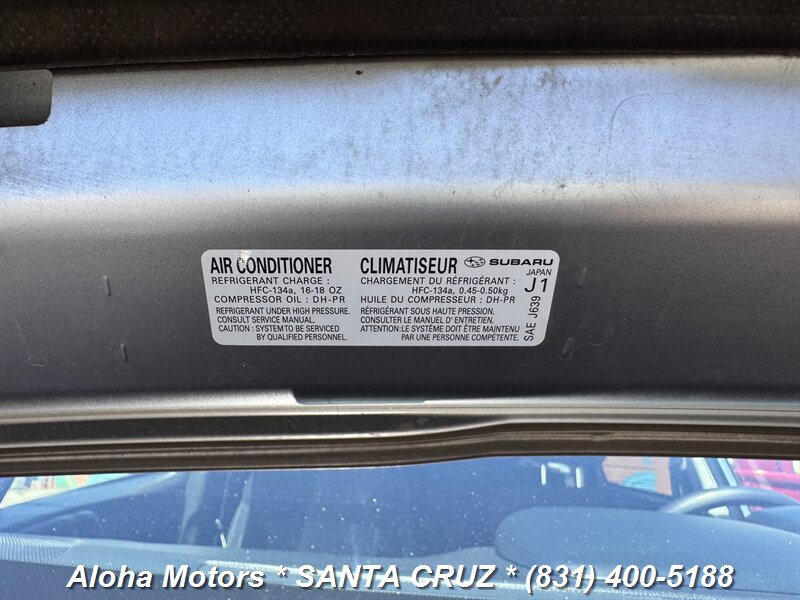 AIR CONDITIONER
REFRIGERANT CHARGE :
HFC-134a, 16-18 OZ
COMPRESSOR OIL : DH-PR
REFRIGERANT UNDER HIGH PRESSURE.
CONSULT SERVICE MANUAL.
CAUTION : SYSTEM TO BE SERVICED
BY QUALIFIED PERSONNEL.
CLIMATISEUR
CHARGEMENT DU RÉFRIGÉRANT :
HFC-134a, 0.45-0.50kg
HUILE DU COMPRESSEUR : DH-PR
RÉFRIGÉRANT SOUS HAUTE PRESSION.
CONSULTER LE MANUEL D' ENTRETIEN.
ATTENTION:LE SYSTÈME DOIT ÊTRE MAINTENU
PAR UNE PERSONNE COMPÉTENTE.
SUBARU
JAPAN
J1
SAE J639
Aloha Motors * SANTA CRUZ * (831) 400-5188